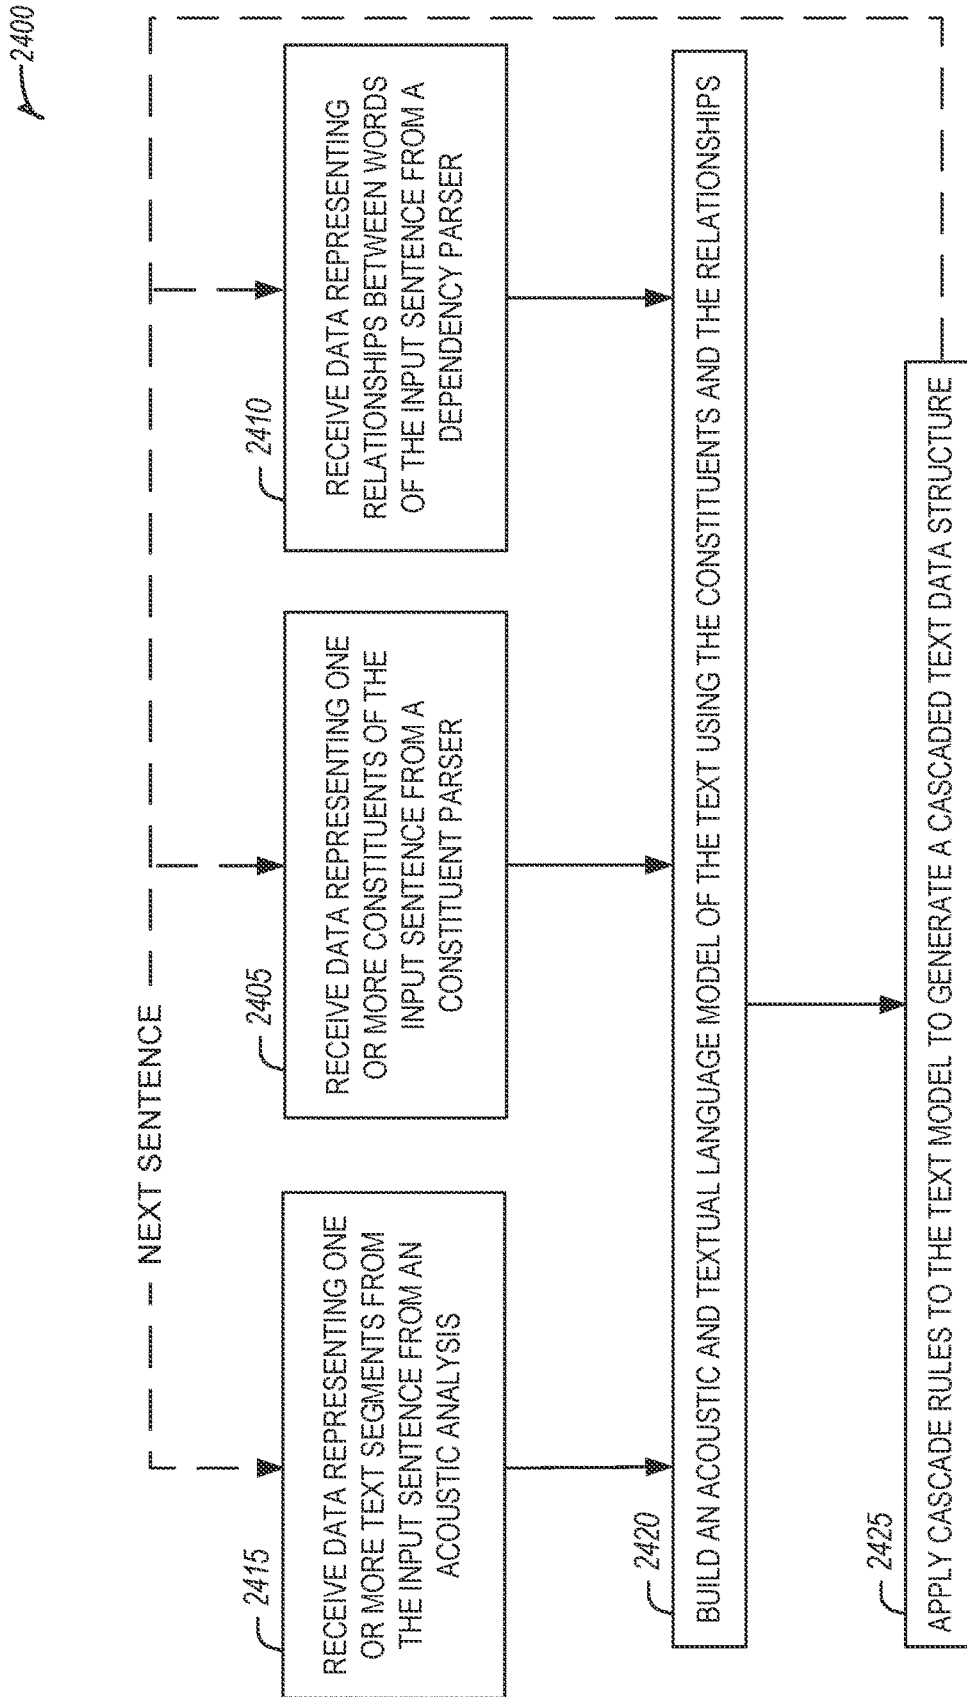 2400
NEXT SENTENCE
2415
RECEIVE DATA REPRESENTING ONE
OR MORE TEXT SEGMENTS FROM
THE INPUT SENTENCE FROM AN
ACOUSTIC ANALYSIS
2405
RECEIVE DATA REPRESENTING ONE
OR MORE CONSTITUENTS OF THE
INPUT SENTENCE FROM A
CONSTITUENT PARSER
2410
RECEIVE DATA REPRESENTING
RELATIONSHIPS BETWEEN WORDS
OF THE INPUT SENTENCE FROM A
DEPENDENCY PARSER
2420
BUILD AN ACOUSTIC AND TEXTUAL LANGUAGE MODEL OF THE TEXT USING THE CONSTITUENTS AND THE RELATIONSHIPS
2425
APPLY CASCADE RULES TO THE TEXT MODEL TO GENERATE A CASCADED TEXT DATA STRUCTURE